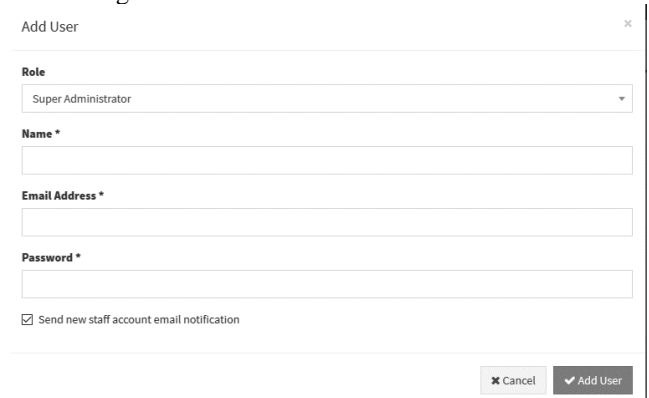 Add User
Role
Super Administrator
Name *
Email Address *
Password *
Send new staff account email notification
Cancel Add User